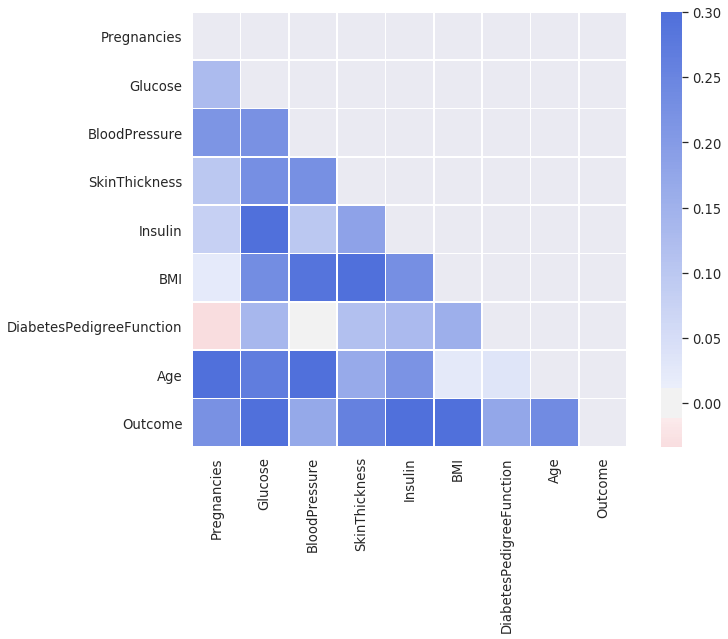 Pregnancies
Glucose
BloodPressure
SkinThickness
Insulin
BMI
DiabetesPedigreeFunction
Age
Outcome
Pregnancies
Glucose
BloodPressure
SkinThickness
Insulin
BMI
DiabetesPedigreeFunction
Age
Outcome
0.30
0.25
0.20
0.15
0.10
0.05
0.00